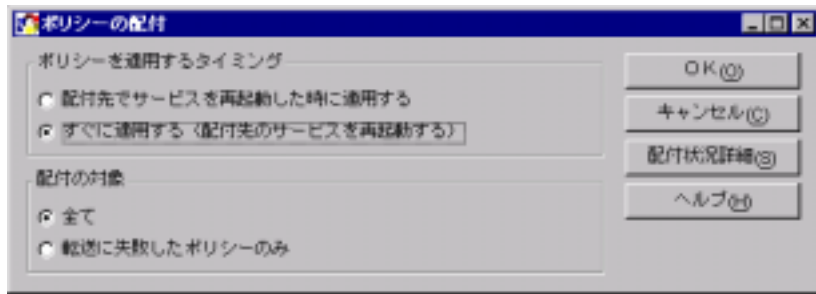 ポリシーの配付
ポリシーを適用するタイミング
配付先でサービスを再起動した時に適用する
すぐに適用する（配付先のサービスを再起動する）
配付の対象
全て
転送に失敗したポリシーのみ
OK(O)
キャンセル(C)
配付状況詳細(S)
ヘルプ(H)